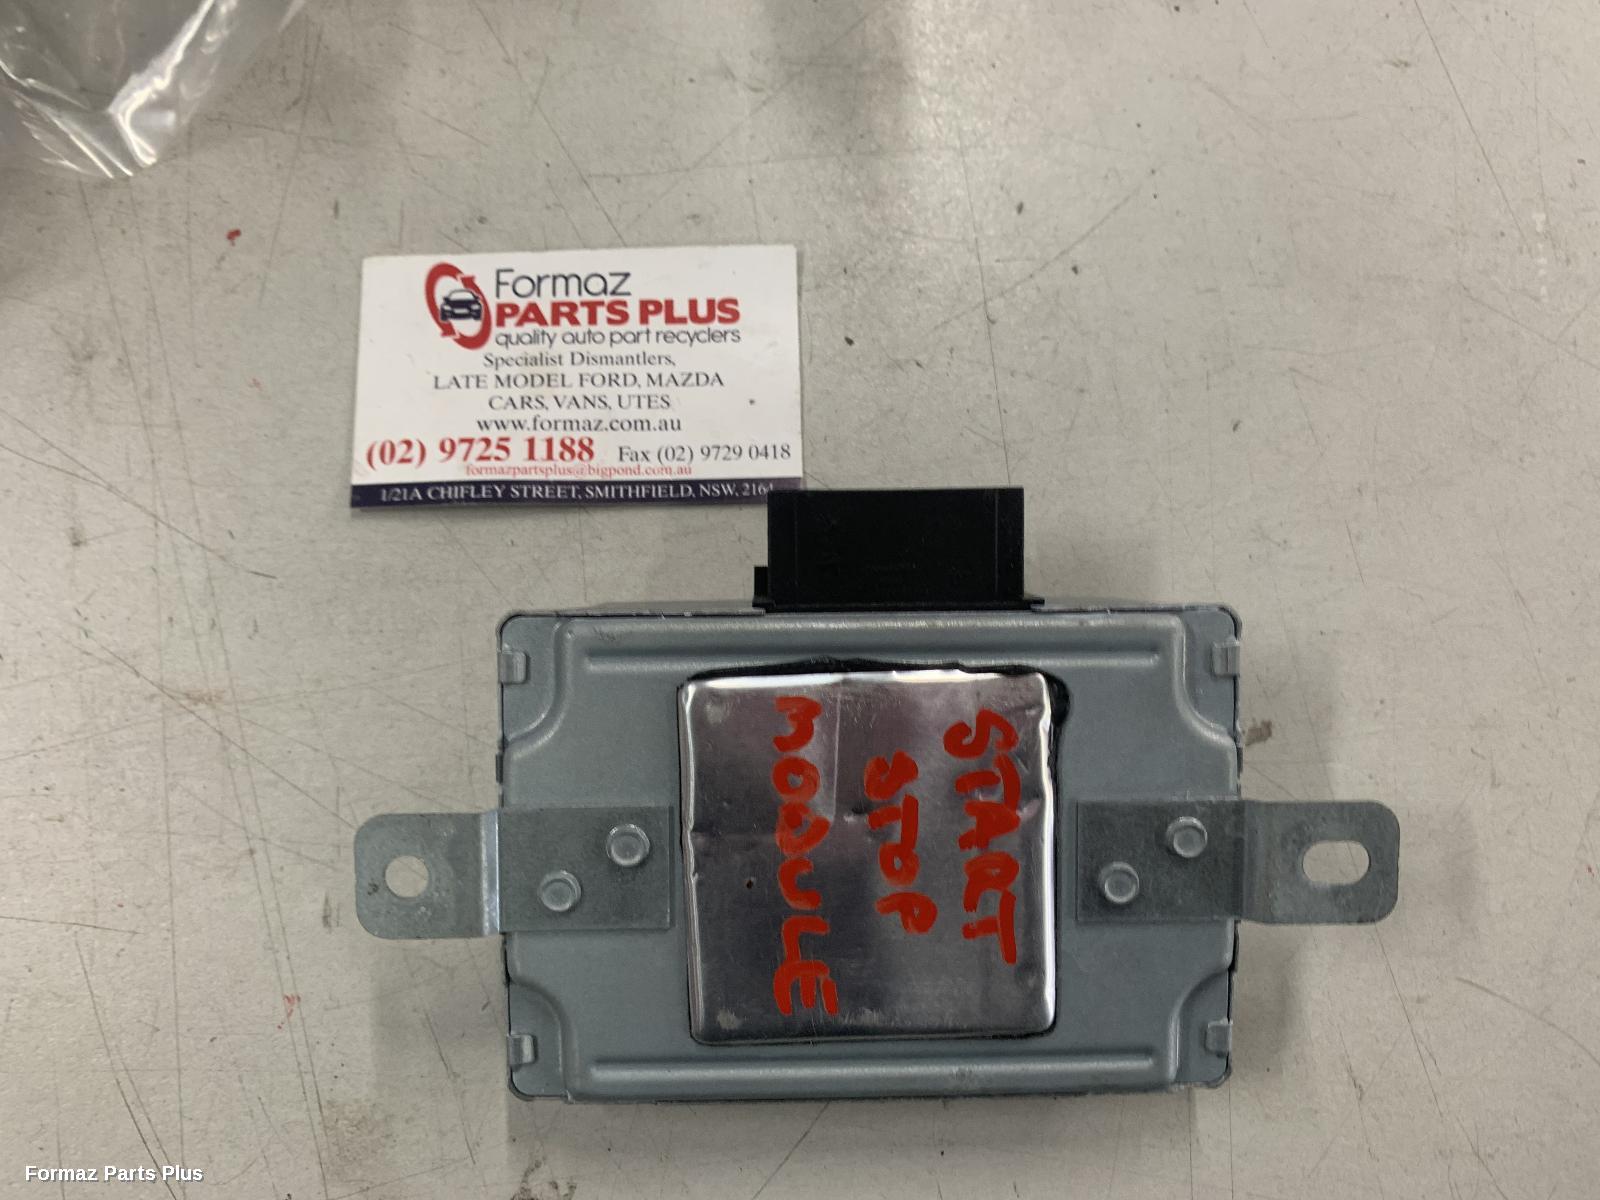 Formaz
PARTS PLUS
quality auto part recyclers
Specialist Dismantlers,
LATE MODEL FORD, MAZDA
CARS, VANS, UTES
www.formaz.com.au
(02) 9725 1188 Fax (02) 9729 0418
formazpartsplus@bigpond.com.au
1/21A CHIFLEY STREET, SMITHFIELD, NSW, 2164
START
STOP
MODULE
Formaz Parts Plus